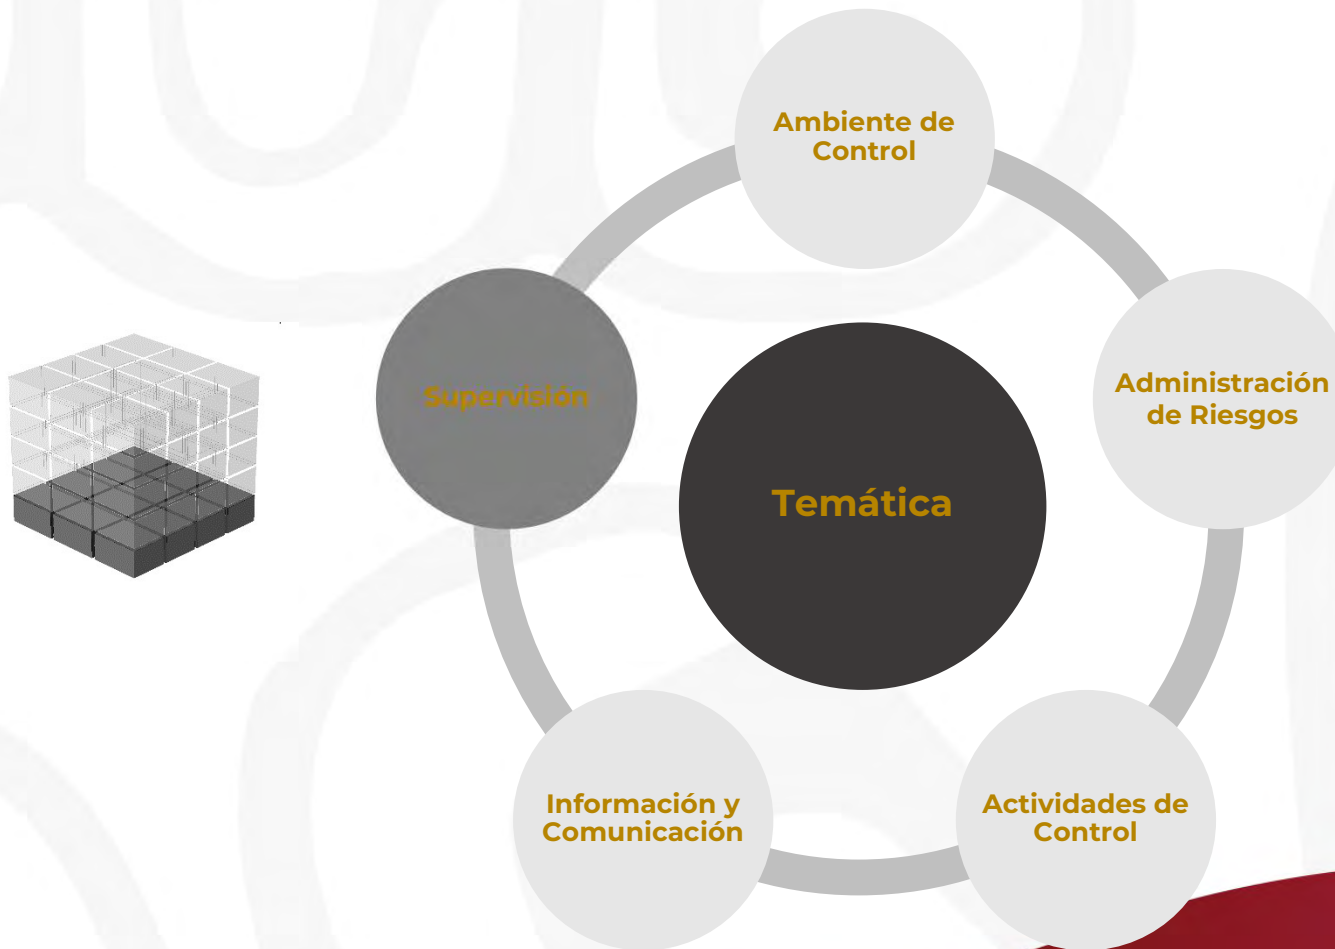 Ambiente de
Control
Administración
de Riesgos
Supervisión
Temática
Información y
Comunicación
Actividades de
Control